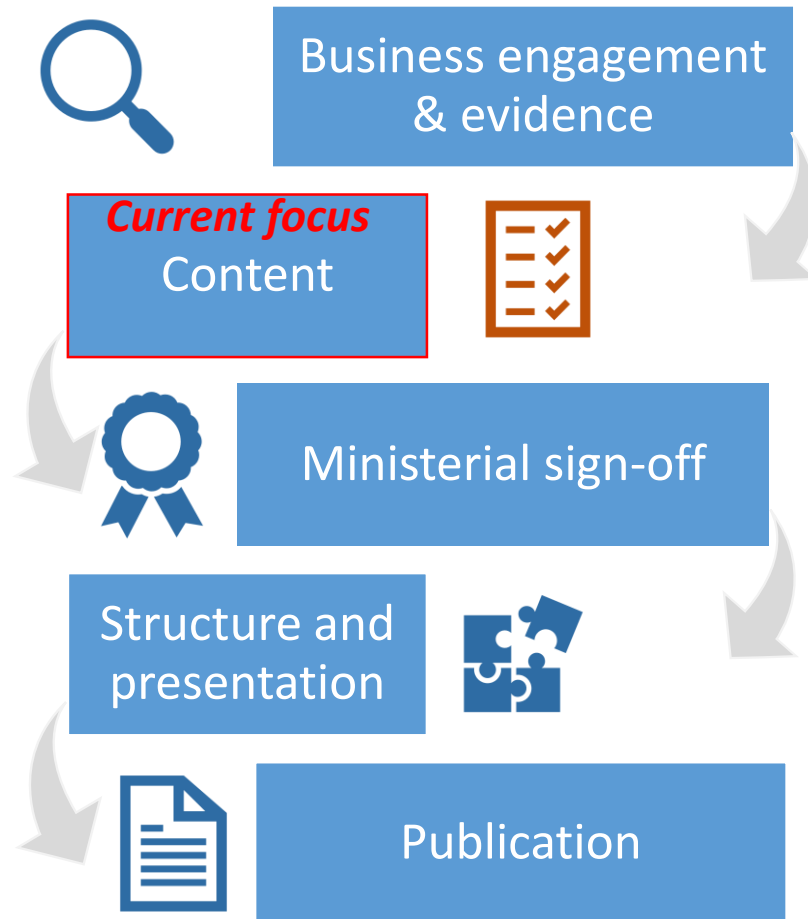 Business engagement
& evidence
Current focus
Content
Ministerial sign-off
Structure and
presentation
Publication